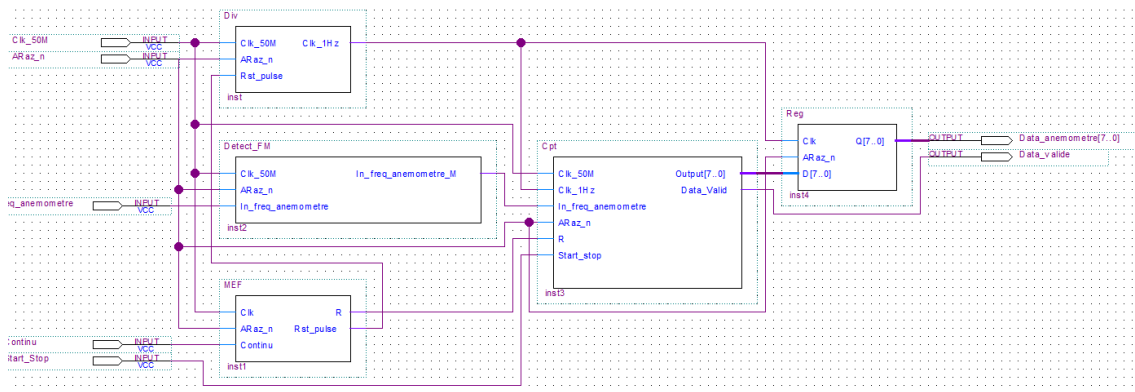 Div
Clk_50M INPUT VCC
ARaz_n INPUT VCC
Clk_50M Clk_1Hz
ARaz_n
Rst_pulse
inst
Detect_FM
Clk_50M In_freq_anemometre_M
ARaz_n
In_freq_anemometre
inst2
eq_anemometre INPUT VCC
Cpt
Clk_50M Output[7..0]
Clk_1Hz Data_Valid
In_freq_anemometre
ARaz_n
R
Start_stop
inst3
Reg
Clk Q[7..0]
ARaz_n
D[7..0]
inst4
OUTPUT Data_anemometre[7..0]
OUTPUT Data_valide
MEF
Clk R
ARaz_n Rst_pulse
Continu
inst1
Continu INPUT VCC
Start_Stop INPUT VCC